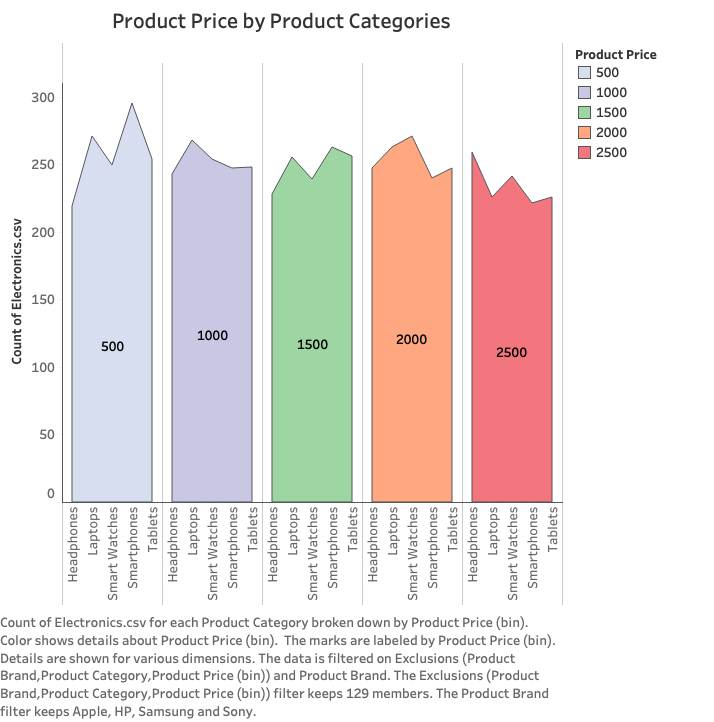 Product Price by Product Categories
Product Price
500
1000
1500
2000
2500
Count of Electronics.csv
300
250
200
150
100
50
0
500
1000
1500
2000
2500
Headphones
Laptops
Smart Watches
Smartphones
Tablets
Headphones
Laptops
Smart Watches
Smartphones
Tablets
Headphones
Laptops
Smart Watches
Smartphones
Tablets
Headphones
Laptops
Smart Watches
Smartphones
Tablets
Headphones
Laptops
Smart Watches
Smartphones
Tablets
Count of Electronics.csv for each Product Category broken down by Product Price (bin).
Color shows details about Product Price (bin).  The marks are labeled by Product Price (bin).
Details are shown for various dimensions. The data is filtered on Exclusions (Product
Brand,Product Category,Product Price (bin)) and Product Brand. The Exclusions (Product
Brand,Product Category,Product Price (bin)) filter keeps 129 members. The Product Brand
filter keeps Apple, HP, Samsung and Sony.